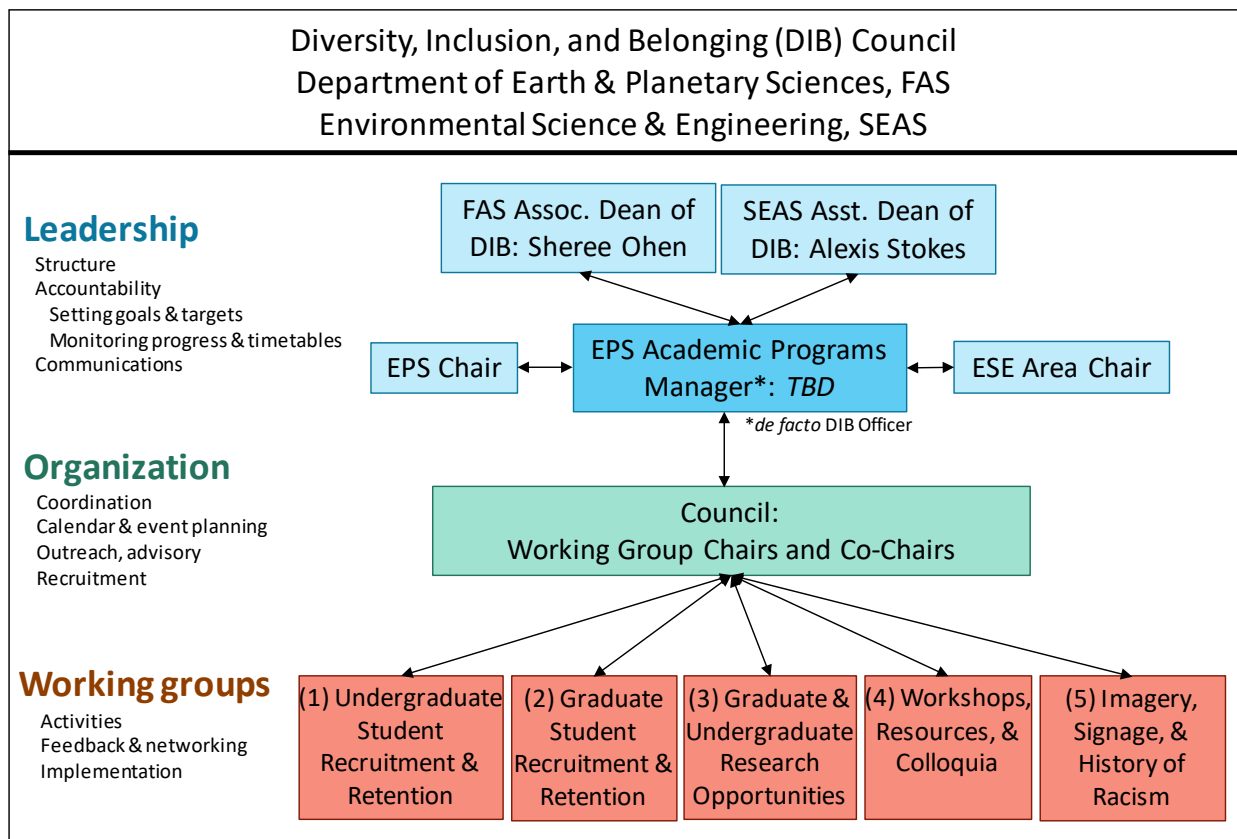 Diversity, Inclusion, and Belonging (DIB) Council
Department of Earth & Planetary Sciences, FAS
Environmental Science & Engineering, SEAS
Leadership
Structure
Accountability
Setting goals & targets
Monitoring progress & timetables
Communications
FAS Assoc. Dean of
DIB: Sheree Ohen
SEAS Asst. Dean of
DIB: Alexis Stokes
EPS Chair
EPS Academic Programs
Manager*: TBD
ESE Area Chair
*de facto DIB Officer
Organization
Coordination
Calendar & event planning
Outreach, advisory
Recruitment
Council:
Working Group Chairs and Co-Chairs
Working groups
Activities
Feedback & networking
Implementation
(1) Undergraduate
Student
Recruitment &
Retention
(2) Graduate
Student
Recruitment &
Retention
(3) Graduate &
Undergraduate
Research
Opportunities
(4) Workshops,
Resources, &
Colloquia
(5) Imagery,
Signage, &
History of
Racism